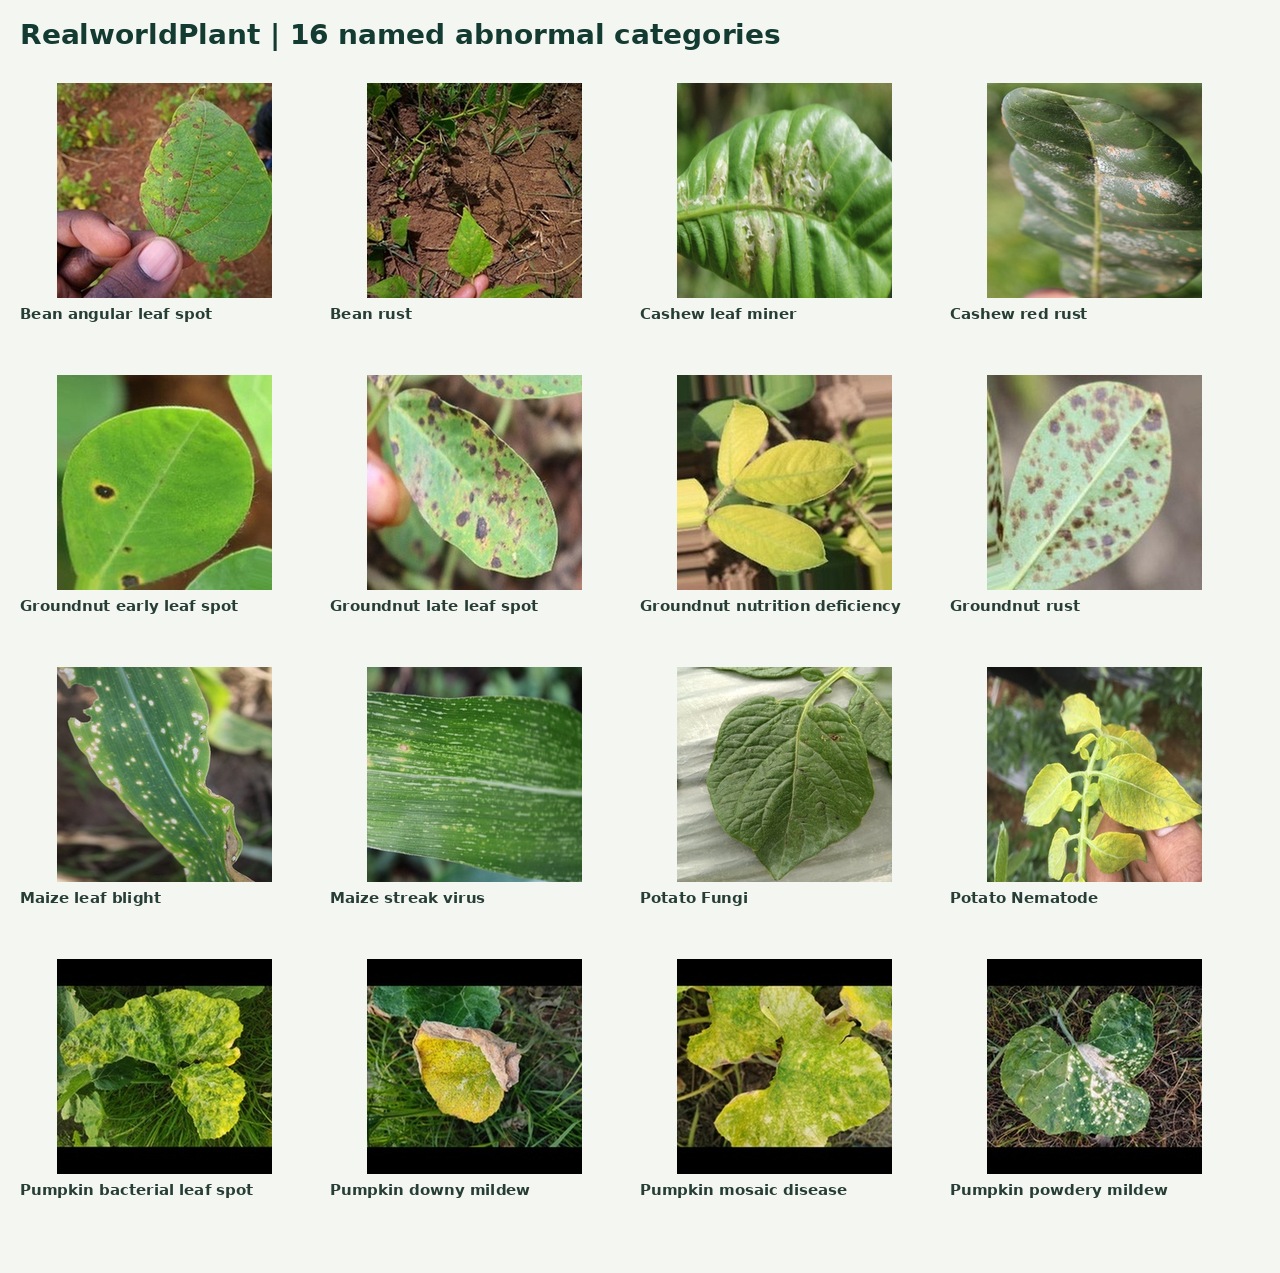 RealworldPlant | 16 named abnormal categories
Bean angular leaf spot
Bean rust
Cashew leaf miner
Cashew red rust
Groundnut early leaf spot
Groundnut late leaf spot
Groundnut nutrition deficiency
Groundnut rust
Maize leaf blight
Maize streak virus
Potato Fungi
Potato Nematode
Pumpkin bacterial leaf spot
Pumpkin downy mildew
Pumpkin mosaic disease
Pumpkin powdery mildew